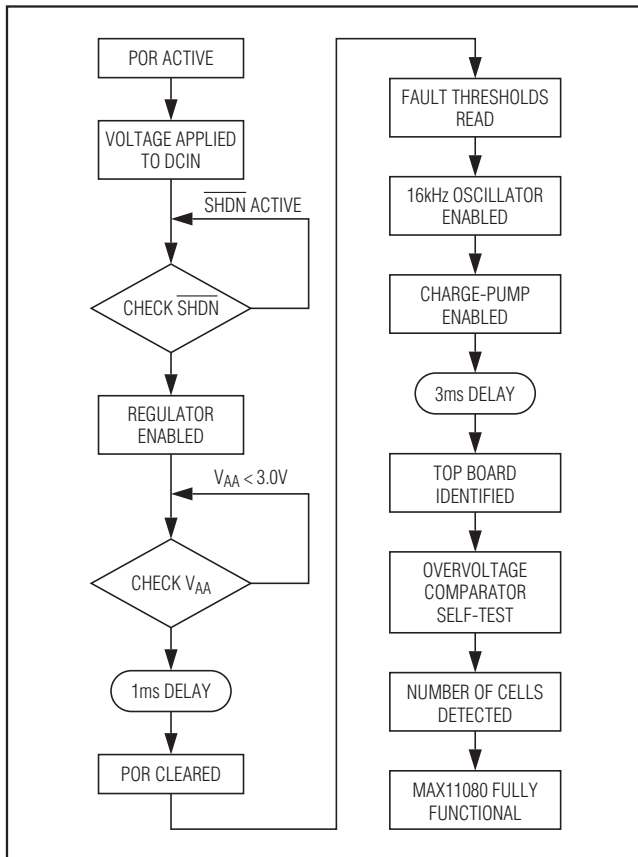 POR ACTIVE
VOLTAGE APPLIED
TO DCIN
SHDN ACTIVE
CHECK SHDN
REGULATOR
ENABLED
VAA < 3.0V
CHECK VAA
1ms DELAY
POR CLEARED
FAULT THRESHOLDS
READ
16kHz OSCILLATOR
ENABLED
CHARGE-PUMP
ENABLED
3ms DELAY
TOP BOARD
IDENTIFIED
OVERVOLTAGE
COMPARATOR
SELF-TEST
NUMBER OF CELLS
DETECTED
MAX11080 FULLY
FUNCTIONAL